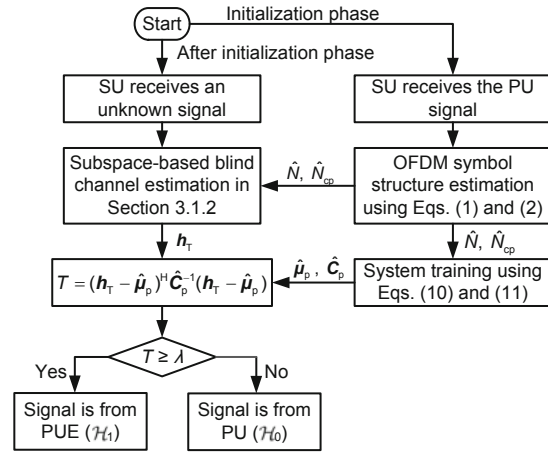 Start
Initialization phase
After initialization phase
SU receives an
unknown signal
SU receives the PU
signal
Subspace-based blind
channel estimation in
Section 3.1.2
N̂, N̂cp
OFDM symbol
structure estimation
using Eqs. (1) and (2)
hT
N̂, N̂cp
T = (hT − μ̂p)ᴴĈp⁻¹(hT − μ̂p)
μ̂p , Ĉp
System training using
Eqs. (10) and (11)
T ≥ λ
Yes
No
Signal is from
PUE (ℋ₁)
Signal is from
PU (ℋ₀)